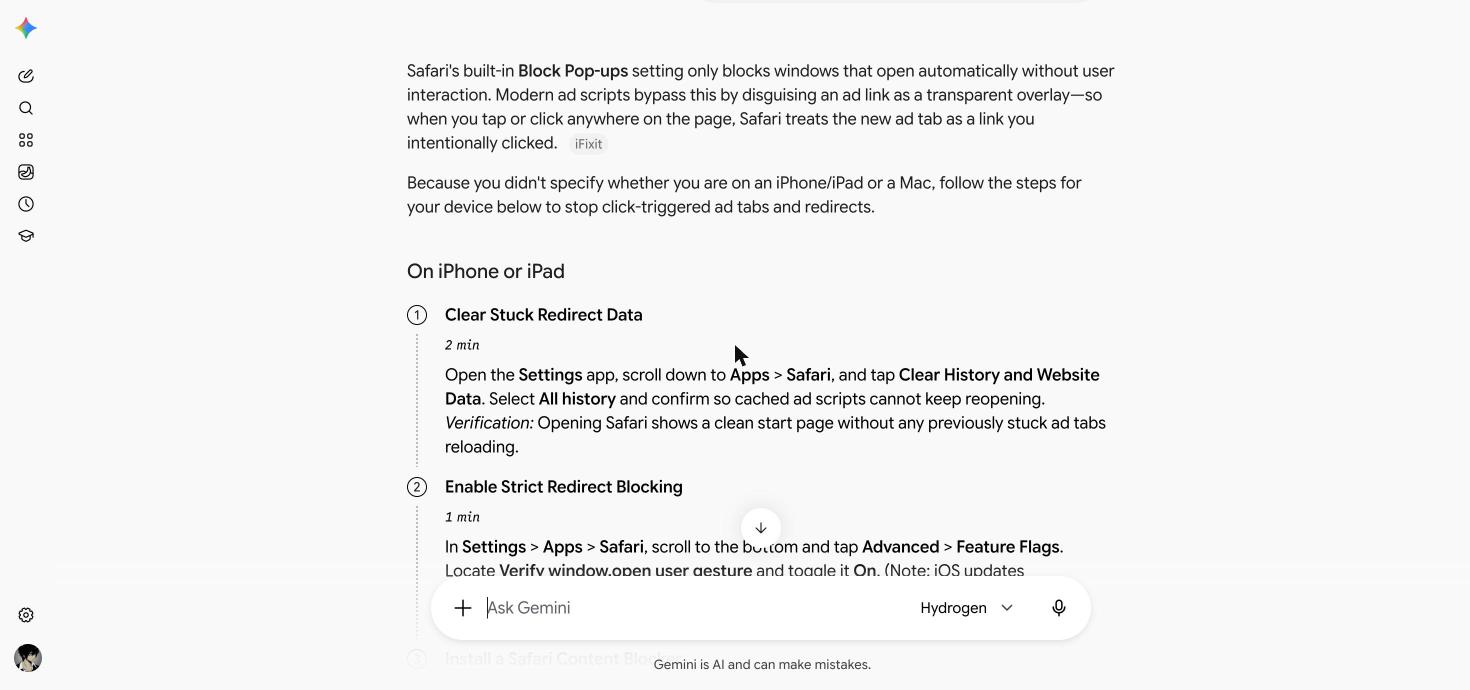 Safari's built-in Block Pop-ups setting only blocks windows that open automatically without user
interaction. Modern ad scripts bypass this by disguising an ad link as a transparent overlay—so
when you tap or click anywhere on the page, Safari treats the new ad tab as a link you
intentionally clicked. iFixit
Because you didn't specify whether you are on an iPhone/iPad or a Mac, follow the steps for
your device below to stop click-triggered ad tabs and redirects.
On iPhone or iPad
1 Clear Stuck Redirect Data
2 min
Open the Settings app, scroll down to Apps > Safari, and tap Clear History and Website
Data. Select All history and confirm so cached ad scripts cannot keep reopening.
Verification: Opening Safari shows a clean start page without any previously stuck ad tabs
reloading.
2 Enable Strict Redirect Blocking
1 min
In Settings > Apps > Safari, scroll to the bottom and tap Advanced > Feature Flags.
Locate Verify window.open user gesture and toggle it On. (Note: iOS updates
Ask Gemini
Hydrogen
3 Install a Safari Content Blocker
Gemini is AI and can make mistakes.